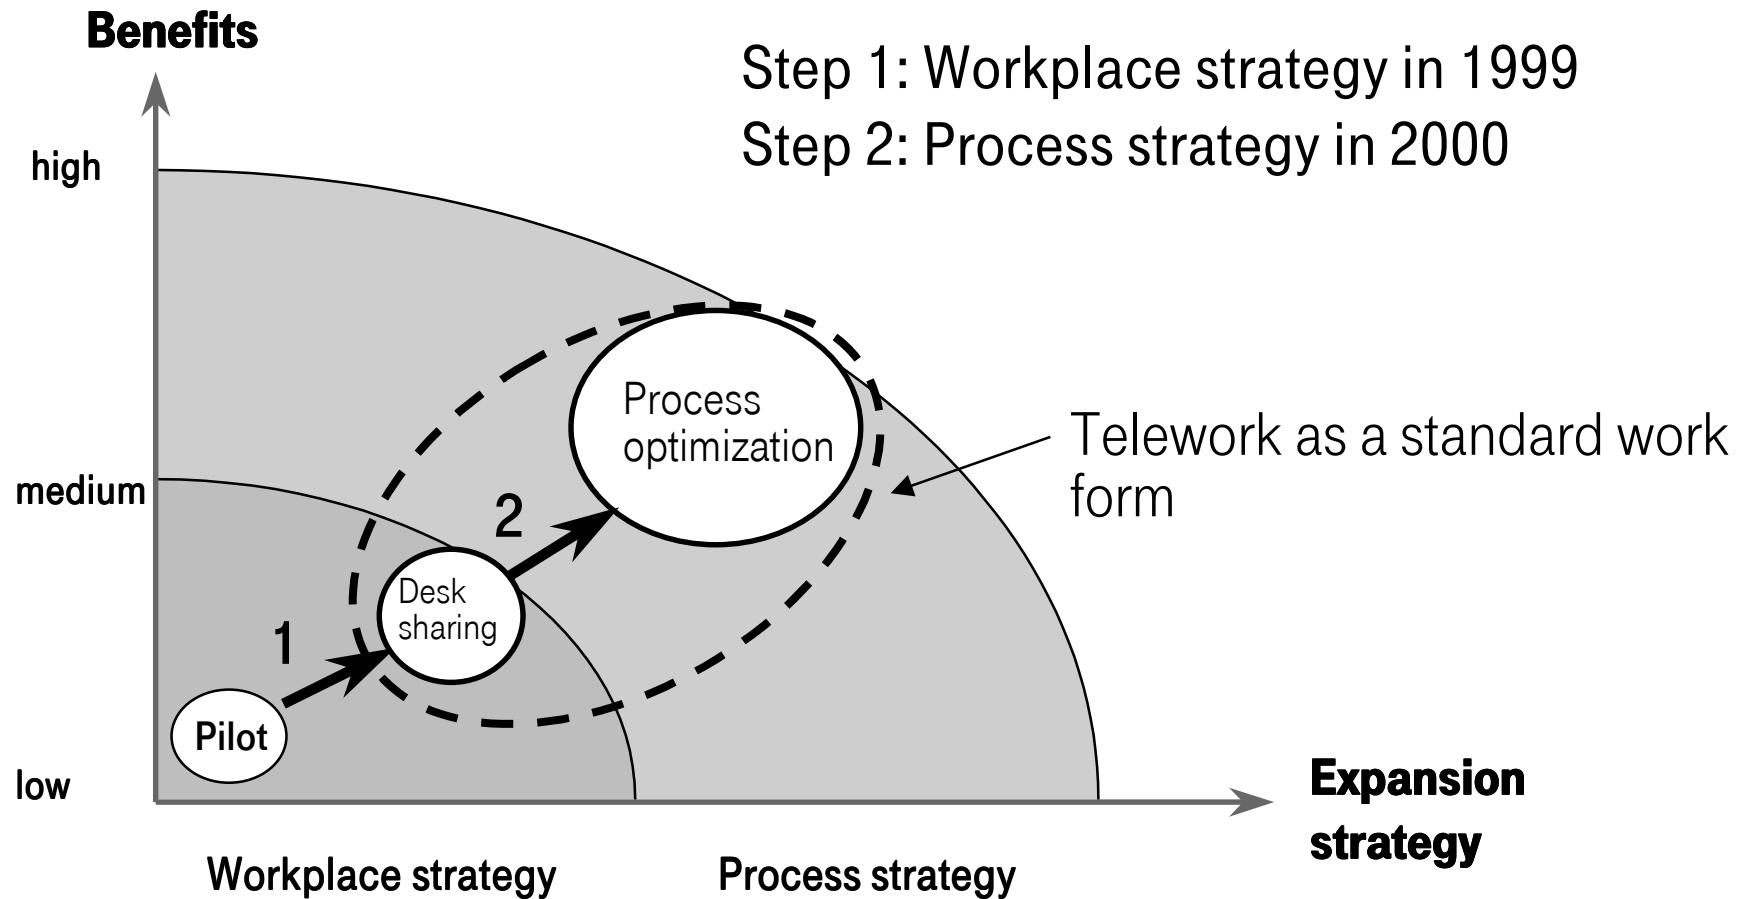 Benefits
Step 1: Workplace strategy in 1999
Step 2: Process strategy in 2000
high
Process
optimization
Telework as a standard work
form
medium
2
Desk
sharing
1
Pilot
low
Expansion
strategy
Workplace strategy
Process strategy